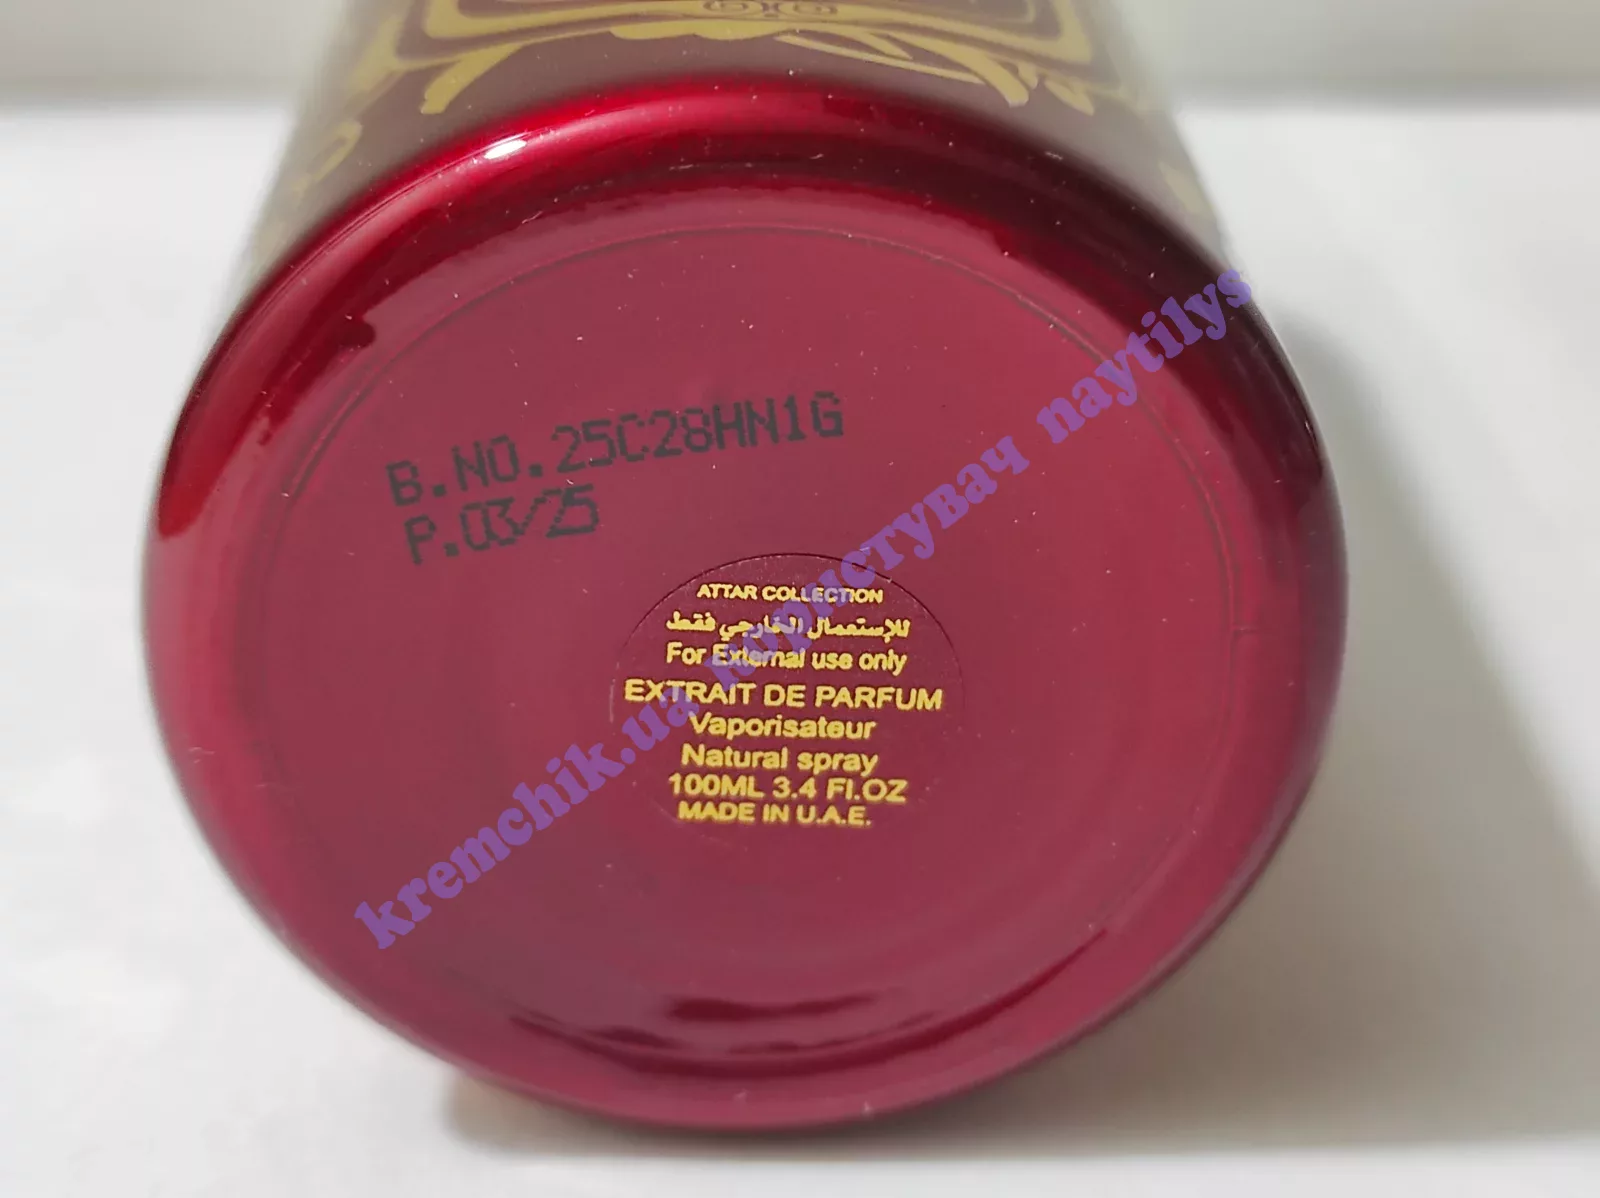 B.NO.25C28HN1G
P.03/25
ATTAR COLLECTION
للإستعمال الخارجي فقط
For External use only
EXTRAIT DE PARFUM
Vaporisateur
Natural spray
100ML 3.4 Fl.OZ
MADE IN U.A.E.
kremchik.ua користувач naytilys